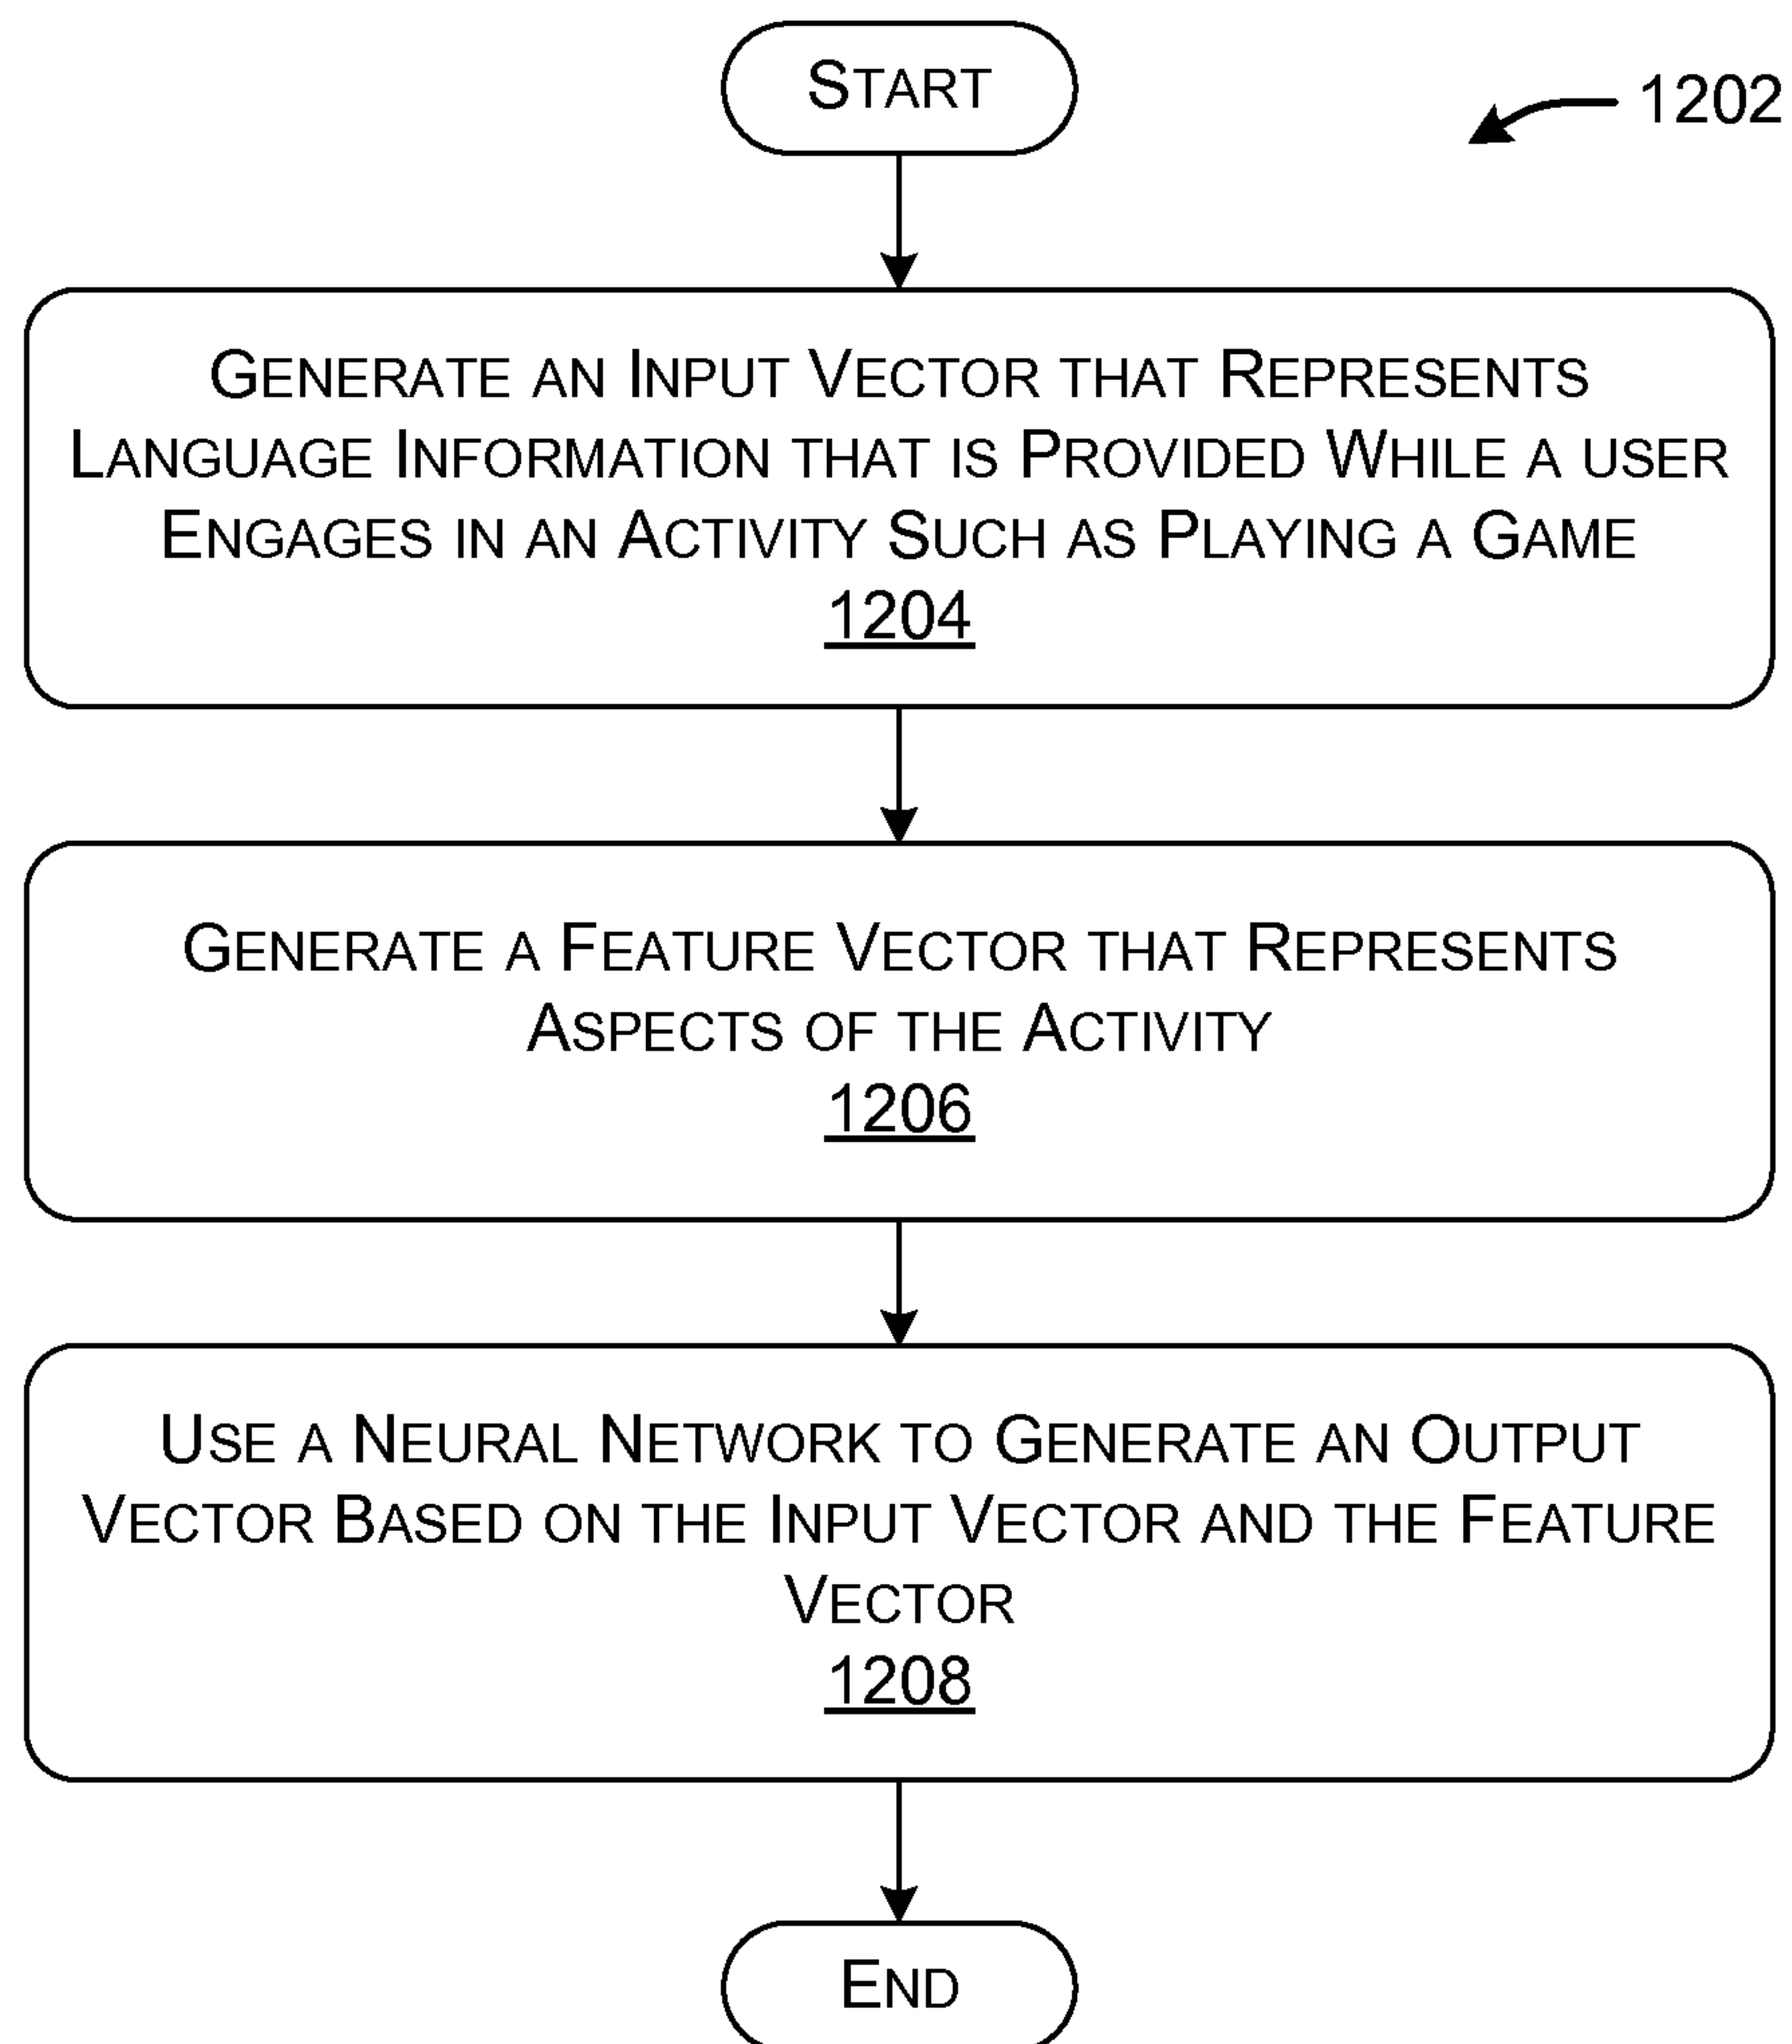 START
1202
GENERATE AN INPUT VECTOR THAT REPRESENTS
LANGUAGE INFORMATION THAT IS PROVIDED WHILE A USER
ENGAGES IN AN ACTIVITY SUCH AS PLAYING A GAME
1204
GENERATE A FEATURE VECTOR THAT REPRESENTS
ASPECTS OF THE ACTIVITY
1206
USE A NEURAL NETWORK TO GENERATE AN OUTPUT
VECTOR BASED ON THE INPUT VECTOR AND THE FEATURE
VECTOR
1208
END